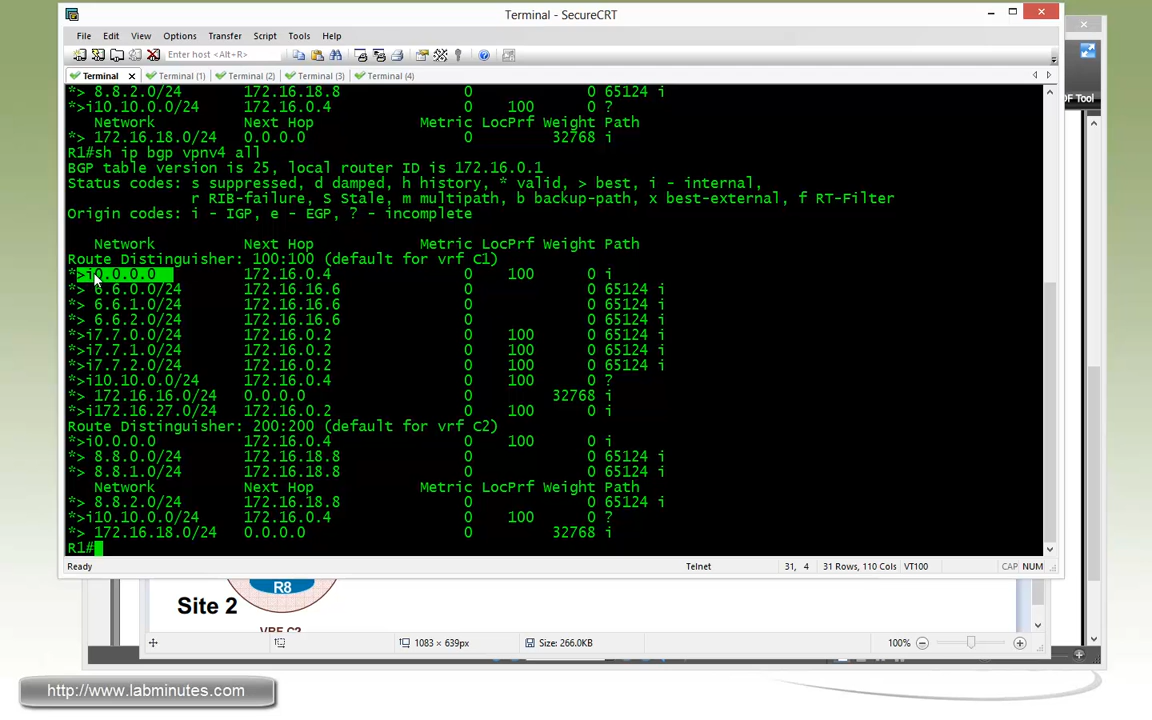 Terminal - SecureCRT
File Edit View Options Transfer Script Tools Help
Enter host <Alt+R>
Terminal Terminal (1) Terminal (2) Terminal (3) Terminal (4)
DF Tool
*> 8.8.2.0/24 172.16.18.8 0 0 65124 i
*>i10.10.0.0/24 172.16.0.4 0 100 0 ?
Network Next Hop Metric LocPrf Weight Path
*> 172.16.18.0/24 0.0.0.0 0 32768 i
R1#sh ip bgp vpnv4 all
BGP table version is 25, local router ID is 172.16.0.1
Status codes: s suppressed, d damped, h history, * valid, > best, i - internal,
r RIB-failure, S Stale, m multipath, b backup-path, x best-external, f RT-Filter
Origin codes: i - IGP, e - EGP, ? - incomplete
Network Next Hop Metric LocPrf Weight Path
Route Distinguisher: 100:100 (default for vrf C1)
*>i0.0.0.0 172.16.0.4 0 100 0 i
*> 6.6.0.0/24 172.16.16.6 0 0 65124 i
*> 6.6.1.0/24 172.16.16.6 0 0 65124 i
*> 6.6.2.0/24 172.16.16.6 0 0 65124 i
*>i7.7.0.0/24 172.16.0.2 0 100 0 65124 i
*>i7.7.1.0/24 172.16.0.2 0 100 0 65124 i
*>i7.7.2.0/24 172.16.0.2 0 100 0 65124 i
*>i10.10.0.0/24 172.16.0.4 0 100 0 ?
*> 172.16.16.0/24 0.0.0.0 0 32768 i
*>i172.16.27.0/24 172.16.0.2 0 100 0 i
Route Distinguisher: 200:200 (default for vrf C2)
*>i0.0.0.0 172.16.0.4 0 100 0 i
*> 8.8.0.0/24 172.16.18.8 0 0 65124 i
*> 8.8.1.0/24 172.16.18.8 0 0 65124 i
Network Next Hop Metric LocPrf Weight Path
*> 8.8.2.0/24 172.16.18.8 0 0 65124 i
*>i10.10.0.0/24 172.16.0.4 0 100 0 ?
*> 172.16.18.0/24 0.0.0.0 0 32768 i
R1#
Ready Telnet 31, 4 31 Rows, 110 Cols VT100 CAP NUM
R8
Site 2
VRF C2
1083 × 639px Size: 266.0KB 100%
http://www.labminutes.com